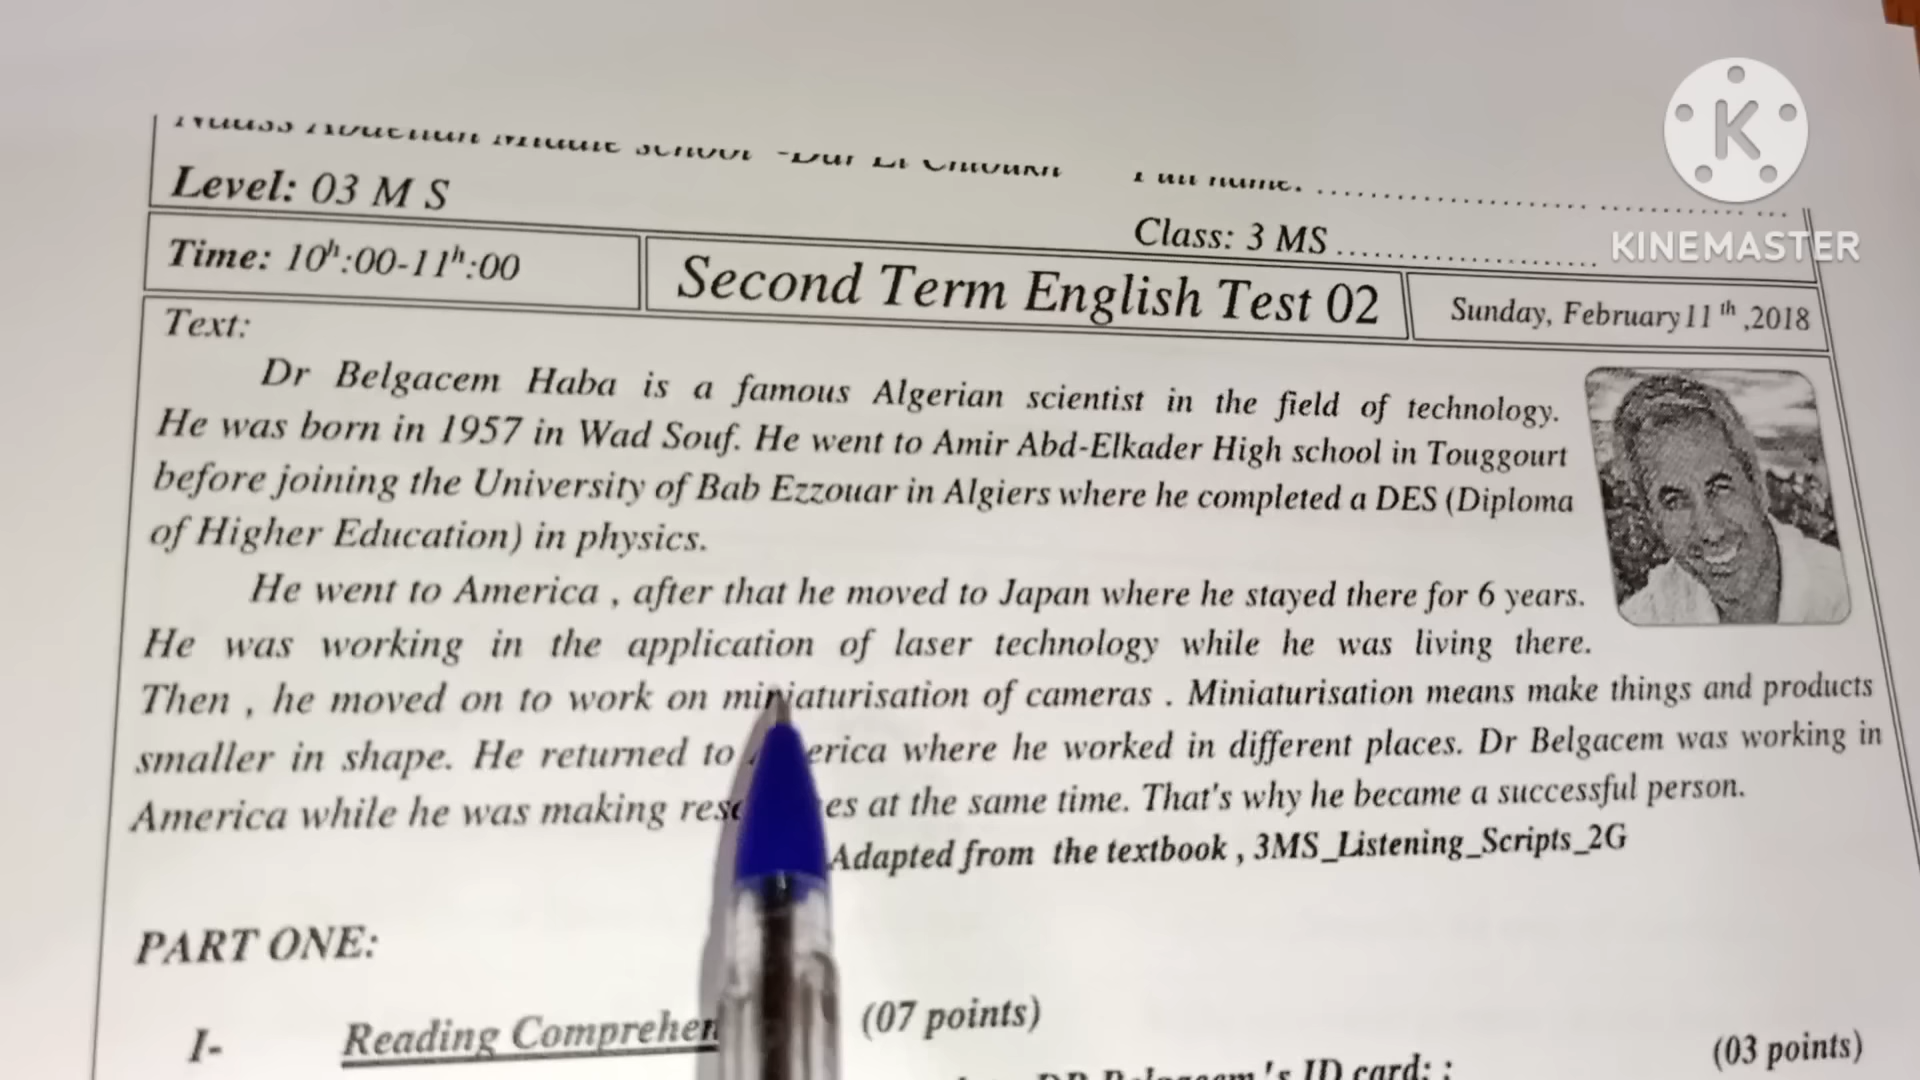 Middle school
Level: 03 M S
Class: 3 MS ........................
Time: 10h:00-11h:00
Second Term English Test 02
Sunday, February 11 th ,2018
Text:
Dr Belgacem Haba is a famous Algerian scientist in the field of technology.
He was born in 1957 in Wad Souf. He went to Amir Abd-Elkader High school in Touggourt
before joining the University of Bab Ezzouar in Algiers where he completed a DES (Diploma
of Higher Education) in physics.
He went to America , after that he moved to Japan where he stayed there for 6 years.
He was working in the application of laser technology while he was living there.
Then , he moved on to work on miniaturisation of cameras . Miniaturisation means make things and products
smaller in shape. He returned to where he worked in different places. Dr Belgacem was working in
America while he was making at the same time. That's why he became a successful person.
Adapted from the textbook , 3MS_Listening_Scripts_2G
PART ONE:
I- Reading (07 points)
Belgacem's ID card: :
(03 points)
K
KINEMASTER